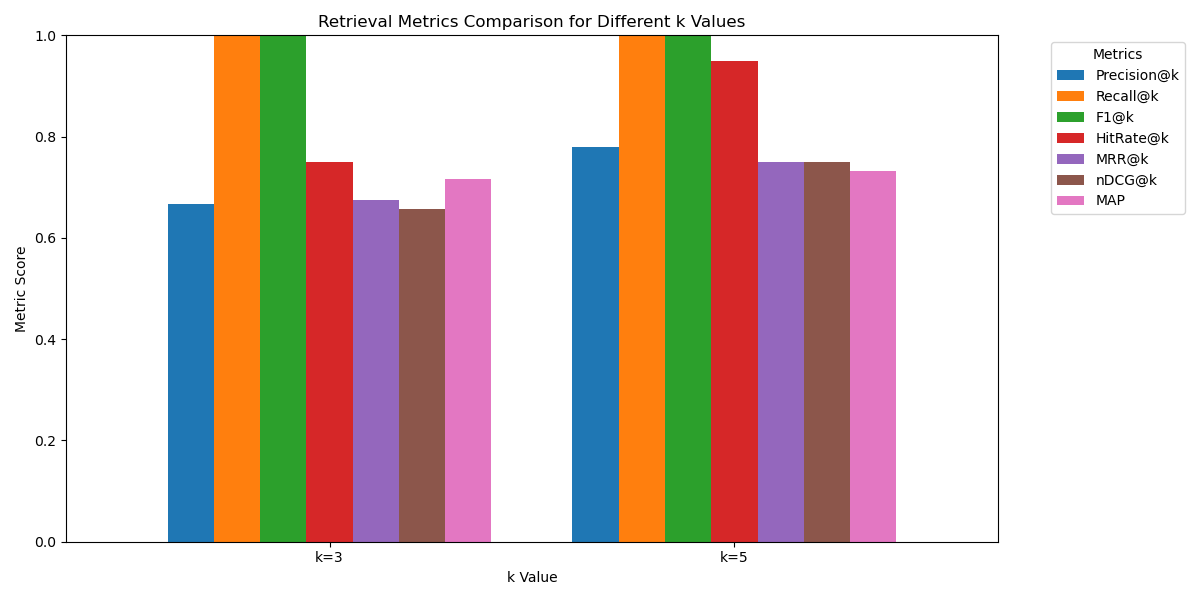 Retrieval Metrics Comparison for Different k Values
Metric Score
1.0
0.8
0.6
0.4
0.2
0.0
k=3
k=5
k Value
Metrics
Precision@k
Recall@k
F1@k
HitRate@k
MRR@k
nDCG@k
MAP